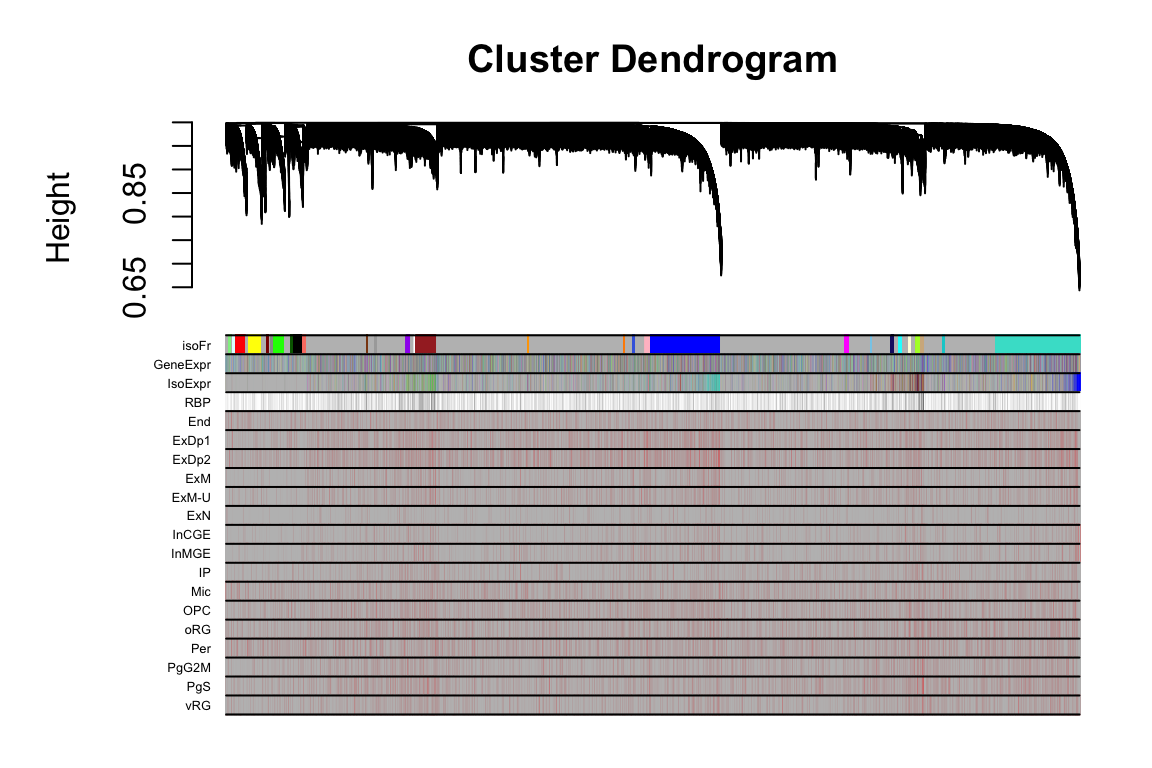 Cluster Dendrogram
Height
0.85
0.65
isoFr
GeneExpr
IsoExpr
RBP
End
ExDp1
ExDp2
ExM
ExM-U
ExN
InCGE
InMGE
IP
Mic
OPC
oRG
Per
PgG2M
PgS
vRG